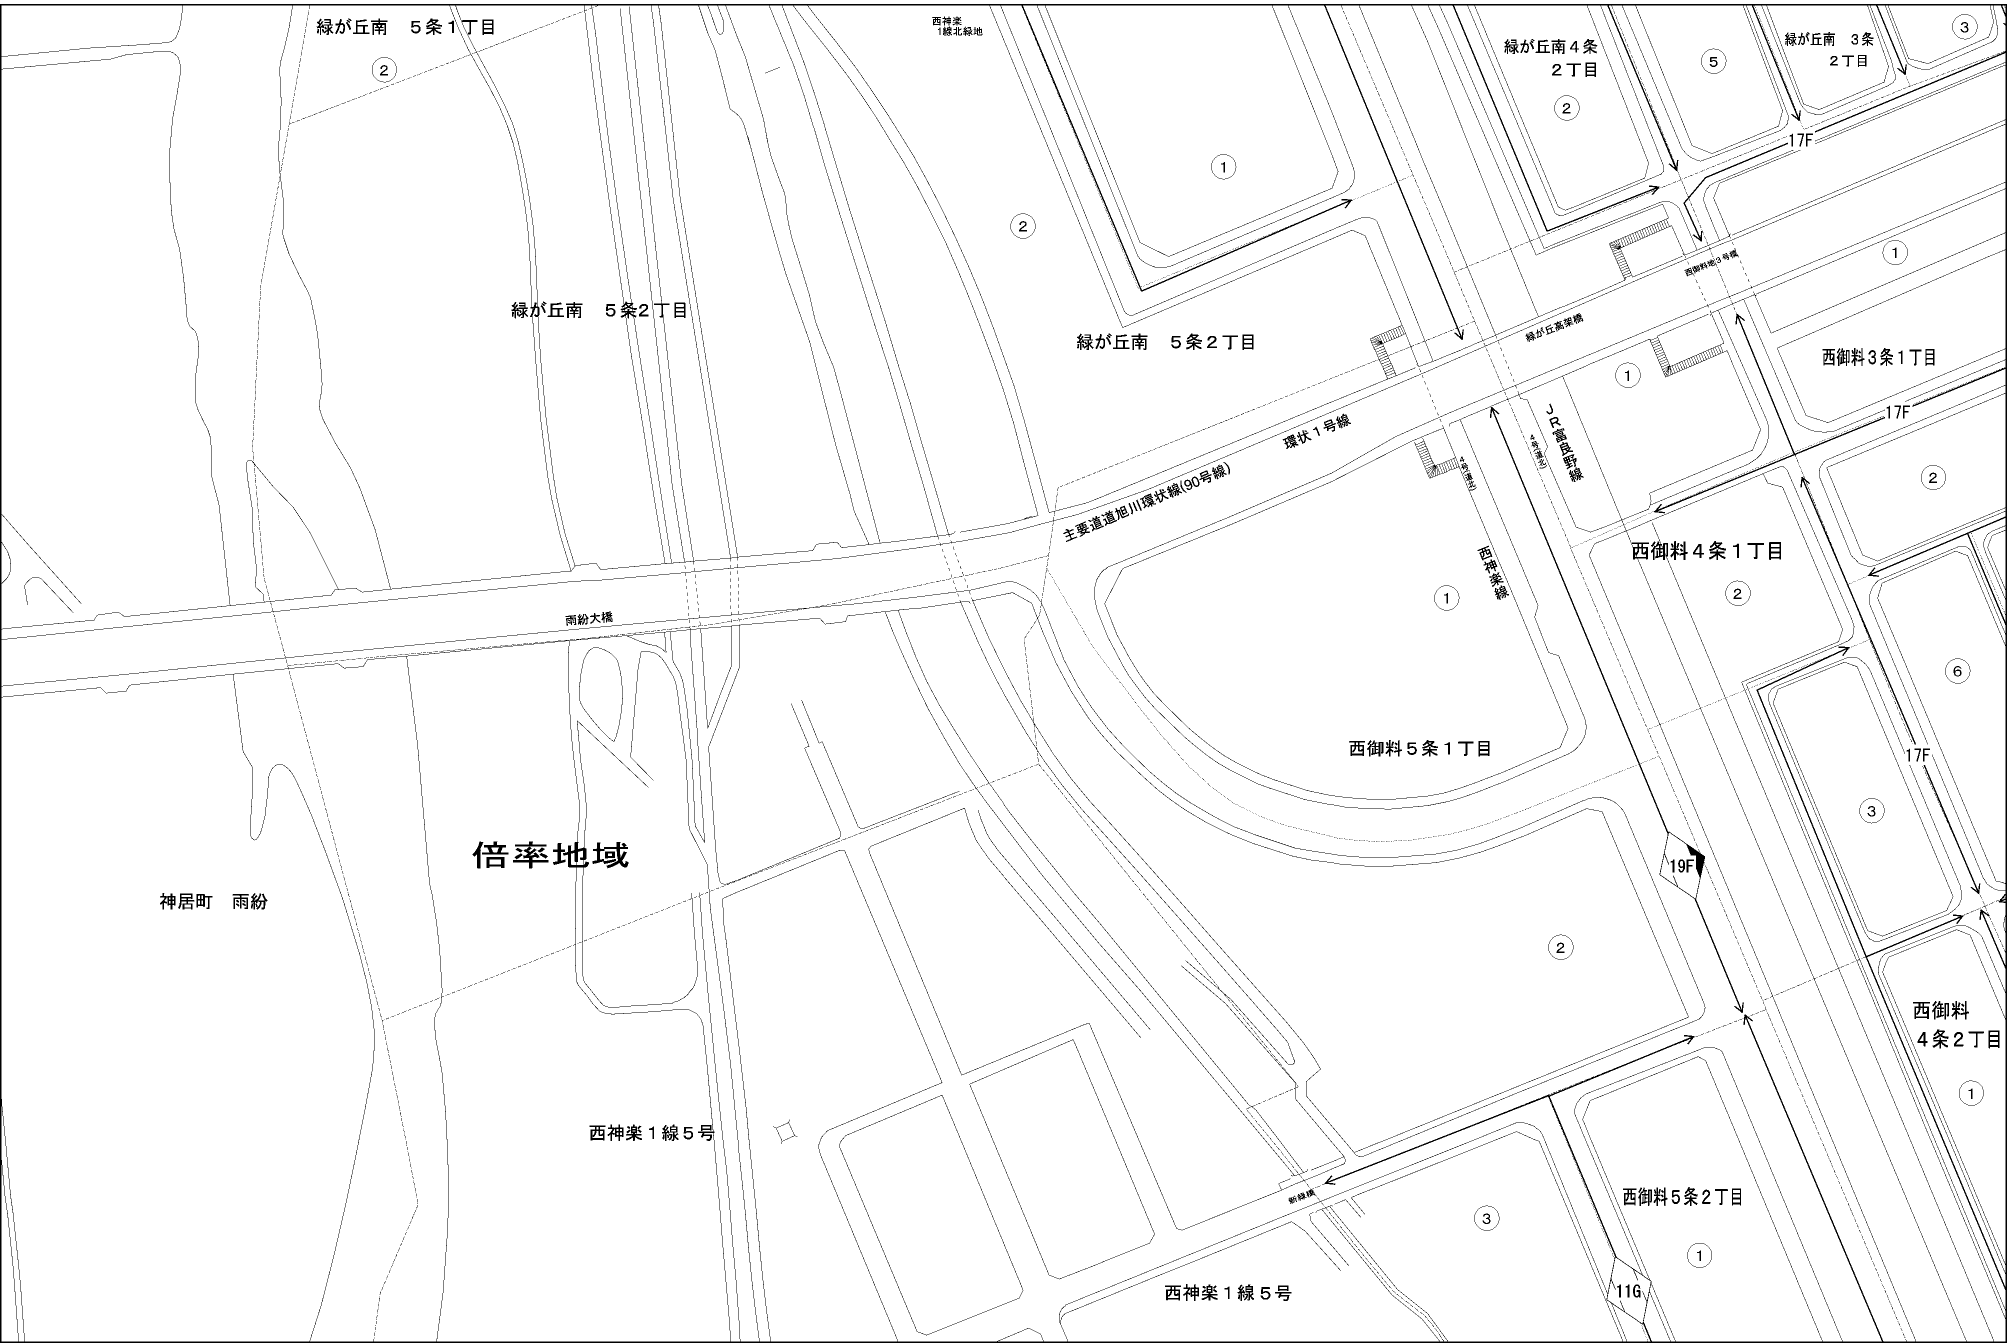 緑が丘南　５条１丁目
②
西神楽
1線北緑地
緑が丘南４条
２丁目
②
⑤
緑が丘南　３条
２丁目
③
17F
①
②
緑が丘南　５条２丁目
緑が丘南　５条２丁目
西御料地３号橋
①
緑が丘高架橋
①
西御料３条１丁目
17F
環状１号線
主要道道旭川環状線(90号線)
ＪＲ富良野線
4号(道北)
4号(道北)
②
西神楽線
西御料４条１丁目
②
①
雨紛大橋
⑥
西御料５条１丁目
17F
③
倍率地域
19F
神居町　雨紛
②
西御料
４条２丁目
①
西神楽１線５号
新緑橋
西御料５条２丁目
③
①
西神楽１線５号
11G